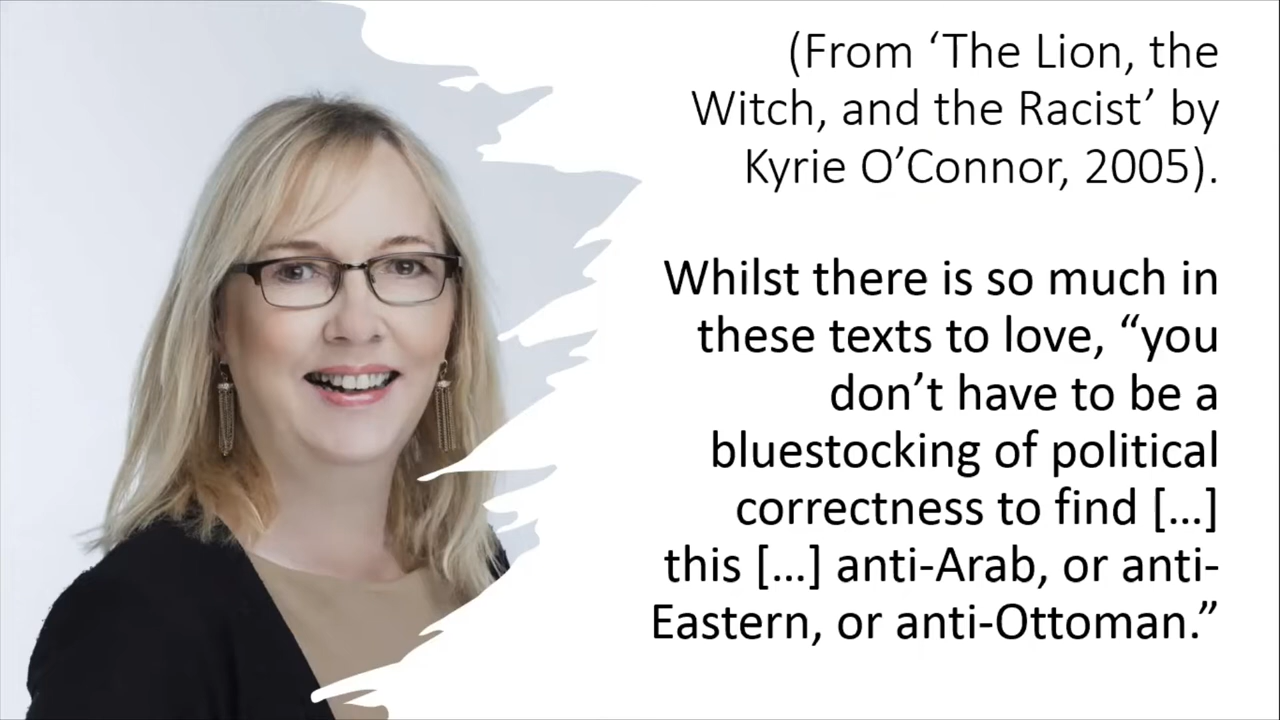 (From ‘The Lion, the
Witch, and the Racist’ by
Kyrie O’Connor, 2005).
Whilst there is so much in
these texts to love, “you
don’t have to be a
bluestocking of political
correctness to find […]
this […] anti-Arab, or anti-
Eastern, or anti-Ottoman.”